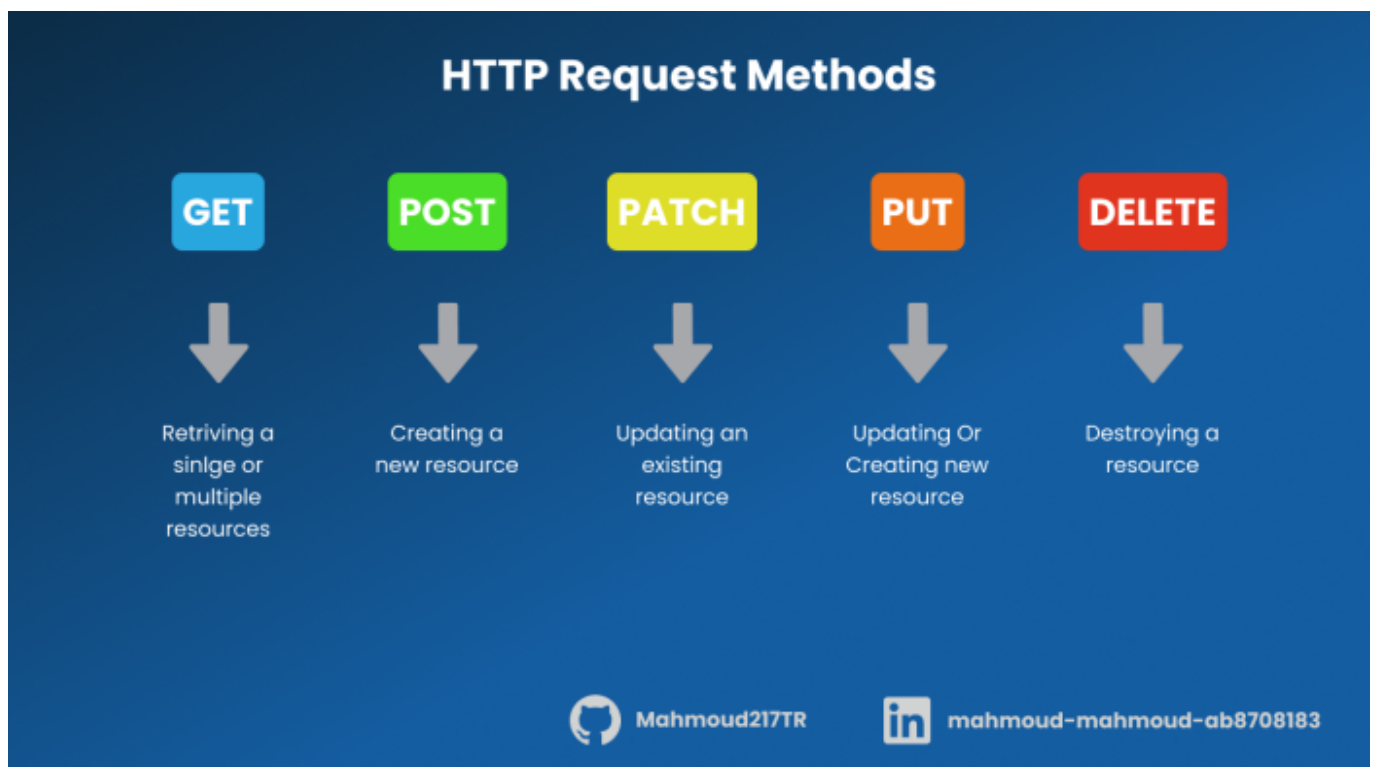 HTTP Request Methods
GET
POST
PATCH
PUT
DELETE
Retriving a
sinlge or
multiple
resources
Creating a
new resource
Updating an
existing
resource
Updating Or
Creating new
resource
Destroying a
resource
Mahmoud217TR
in
mahmoud-mahmoud-ab8708183